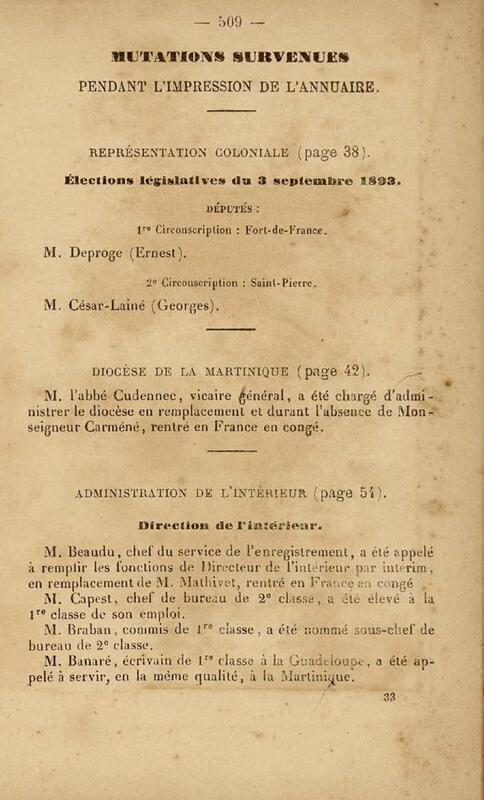 — 509 —
MUTATIONS SURVENUES
PENDANT L'IMPRESSION DE L'ANNUAIRE.
REPRÉSENTATION COLONIALE (page 38).
Élections législatives du 3 septembre 1893.
DÉPUTÉS :
1re Circonscription : Fort-de-France.
M. Deproge (Ernest).
2e Circonscription : Saint-Pierre.
M. César-Lainé (Georges).
DIOCÈSE DE LA MARTINIQUE (page 42).
M. l'abbé Cudennec, vicaire général, a été chargé d'admi-
nistrer le diocèse en remplacement et durant l'absence de Mon-
seigneur Carméné, rentré en France en congé.
ADMINISTRATION DE L'INTÉRIEUR (page 54).
Direction de l'intérieur.
M. Beaudu, chef du service de l'enregistrement, a été appelé
à remplir les fonctions de Directeur de l'intérieur par intérim,
en remplacement de M. Mathivet, rentré en France en congé
M. Capest, chef de bureau de 2e classe, a été élevé à la
1re classe de son emploi.
M. Braban, commis de 1re classe, a été nommé sous-chef de
bureau de 2e classe.
M. Banaré, écrivain de 1re classe à la Guadeloupe, a été ap-
pelé à servir, en la même qualité, à la Martinique.
33